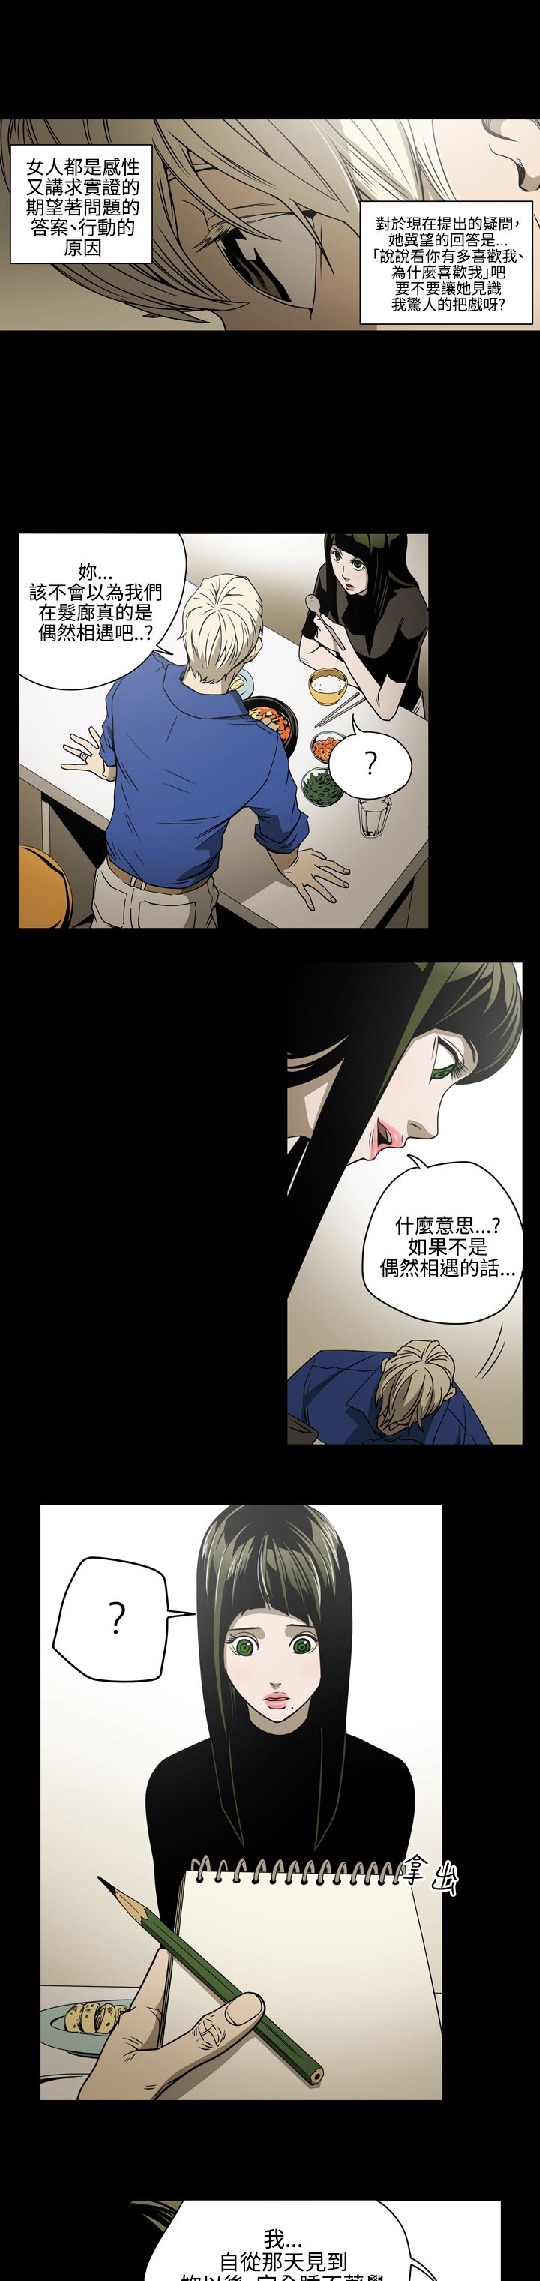 女人都是感性
又講求實證的
期望著問題的
答案、行動的
原因
對於現在提出的疑問，
她冀望的回答是...
「說說看你有多喜歡我、
為什麼喜歡我」吧
要不要讓她見識
我驚人的把戲呀?
妳...
該不會以為我們
在髮廊真的是
偶然相遇吧..?
?
什麼意思...?
如果不是
偶然相遇的話...
?
拿出
我...
自從那天見到